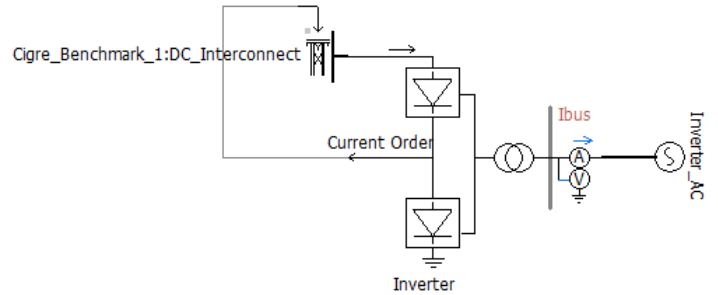 Cigre_Benchmark_1:DC_Interconnect
Current Order
Ibus
A
V
S
Inverter_AC
Inverter